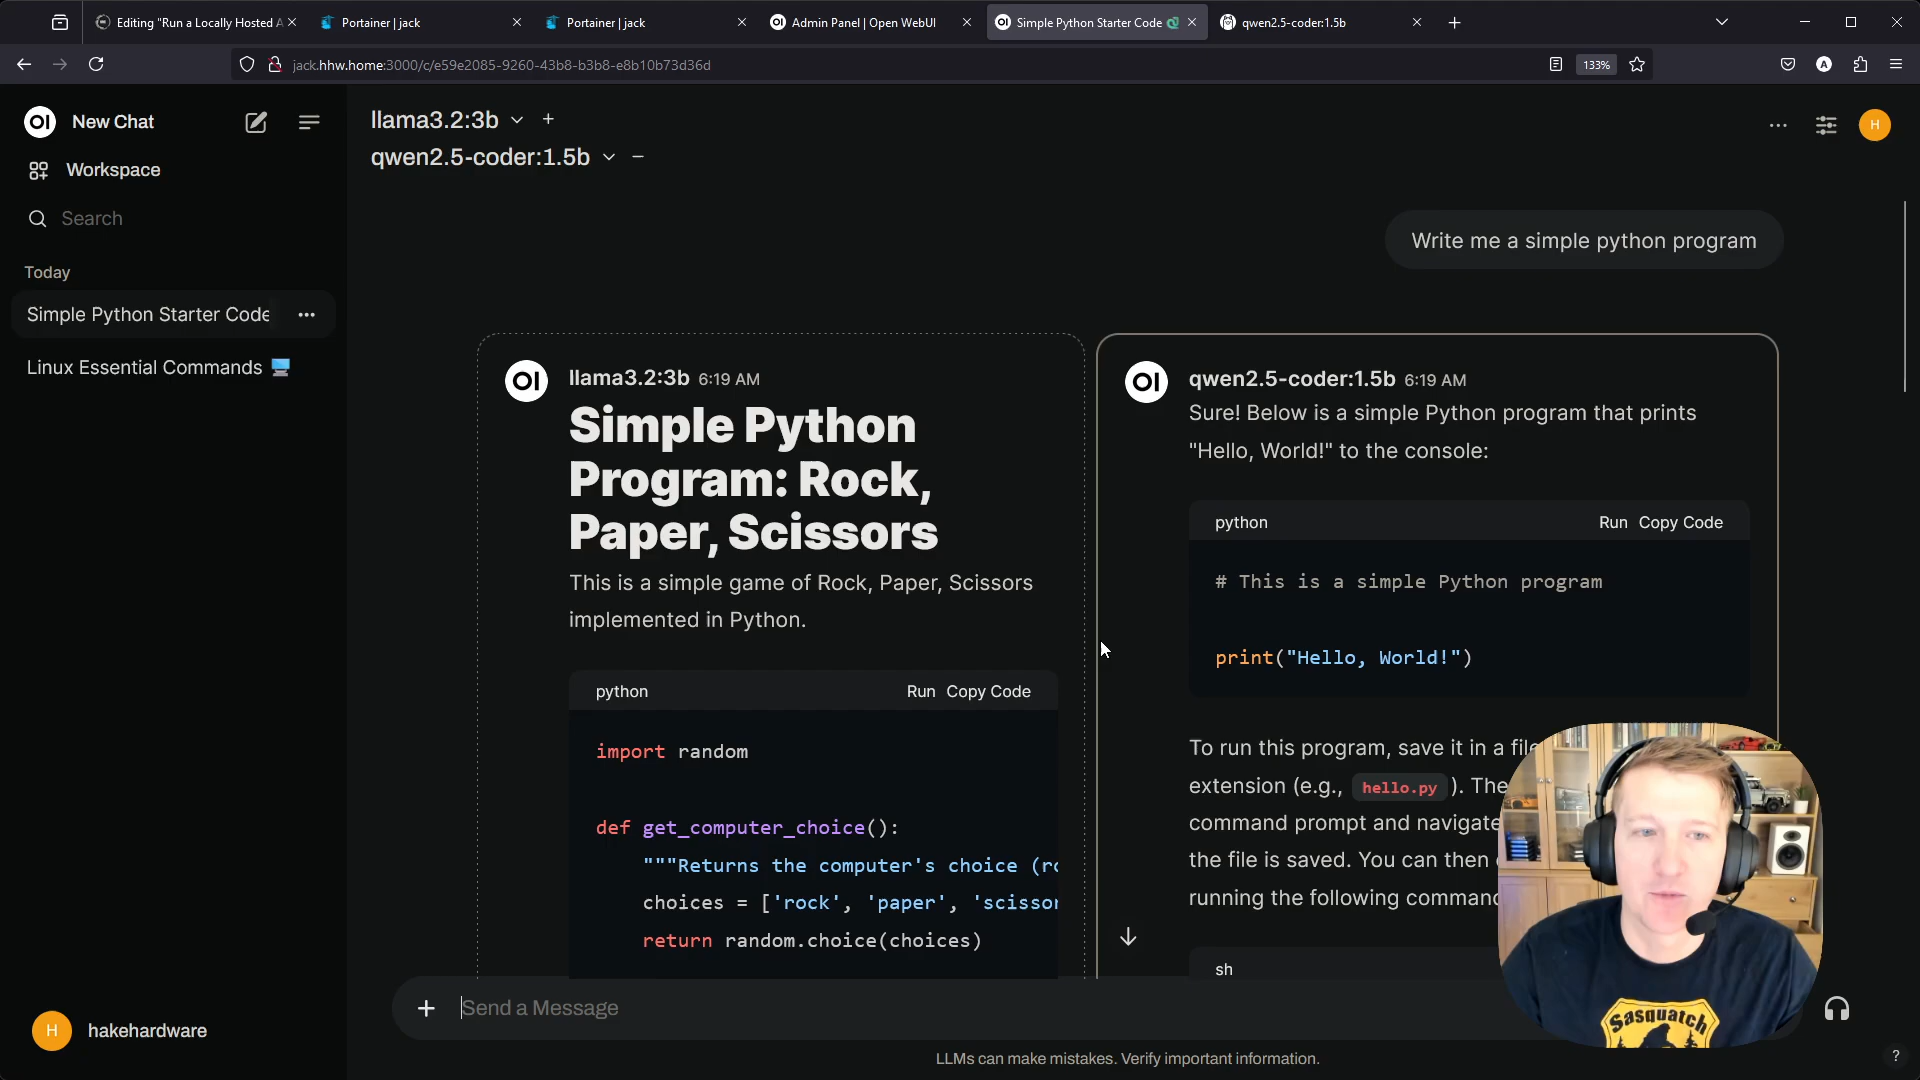 Editing "Run a Locally Hosted A
Portainer | jack
Portainer | jack
Admin Panel | Open WebUI
Simple Python Starter Code
qwen2.5-coder:1.5b
jack.hhw.home:3000/c/e59e2085-9260-43b8-b3b8-e8b10b73d36d
133%
A
OI
New Chat
Workspace
Search
Today
Simple Python Starter Code
Linux Essential Commands
llama3.2:3b
qwen2.5-coder:1.5b
H
Write me a simple python program
OI
llama3.2:3b 6:19 AM
Simple Python
Program: Rock,
Paper, Scissors
This is a simple game of Rock, Paper, Scissors
implemented in Python.
python
Run Copy Code
import random
def get_computer_choice():
"""Returns the computer's choice (ro
choices = ['rock', 'paper', 'scissor
return random.choice(choices)
OI
qwen2.5-coder:1.5b 6:19 AM
Sure! Below is a simple Python program that prints
"Hello, World!" to the console:
python
Run Copy Code
# This is a simple Python program
print("Hello, World!")
To run this program, save it in a file
extension (e.g., hello.py ). The
command prompt and navigate
the file is saved. You can then
running the following command
sh
Sasquatch
+ Send a Message
H
hakehardware
LLMs can make mistakes. Verify important information.
?